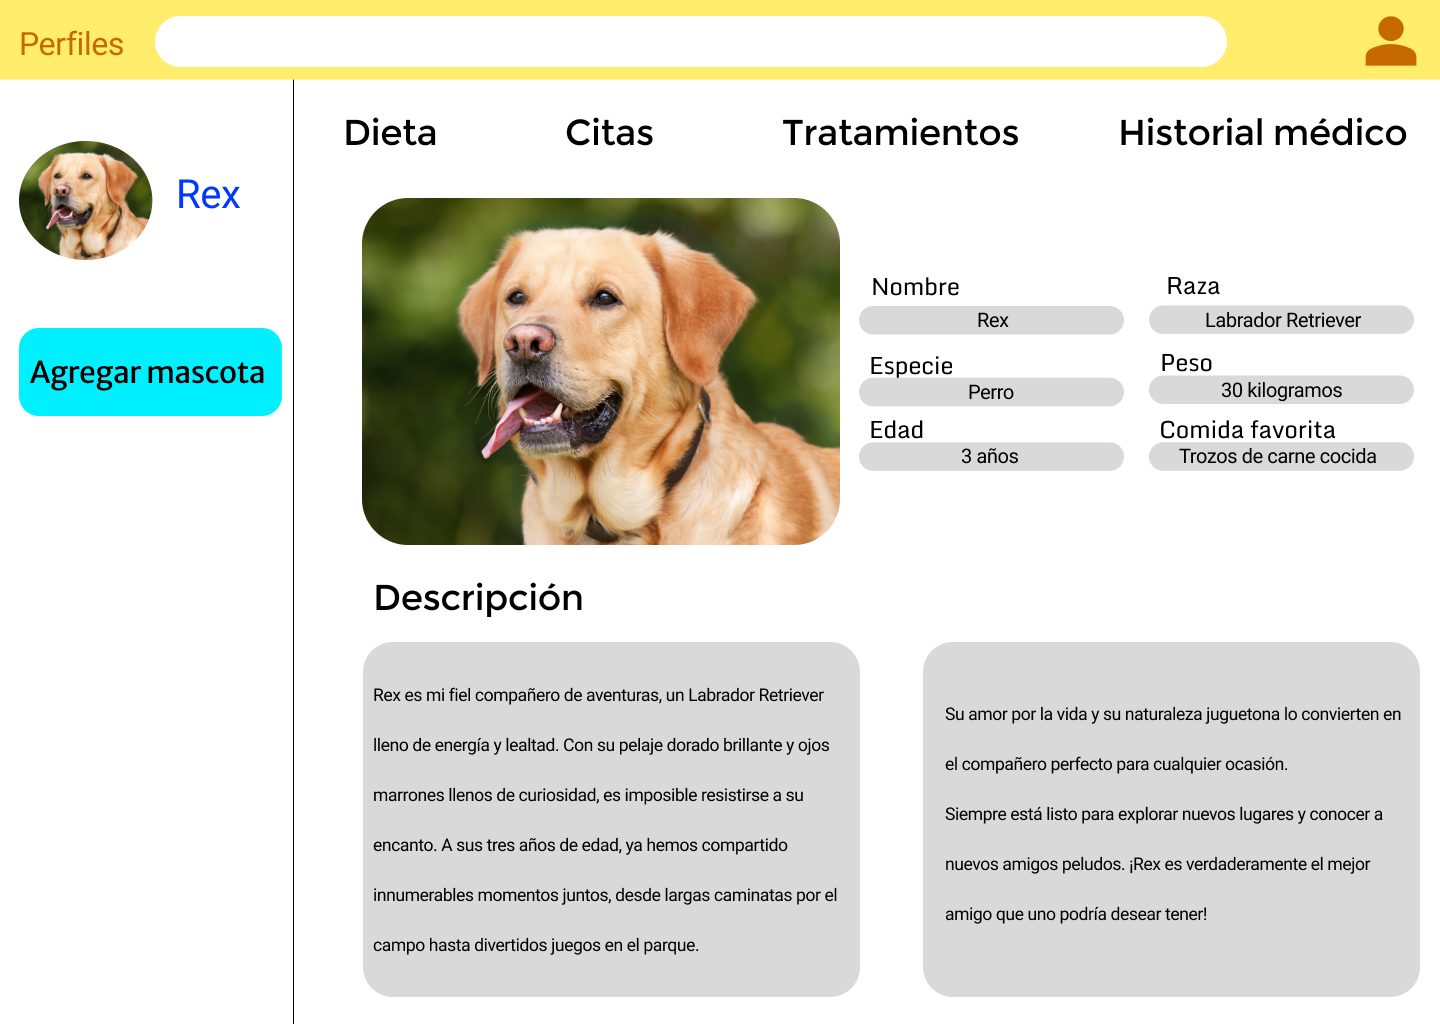 Perfiles
Rex
Agregar mascota
Dieta
Citas
Tratamientos
Historial médico
Nombre
Rex
Raza
Labrador Retriever
Especie
Perro
Peso
30 kilogramos
Edad
3 años
Comida favorita
Trozos de carne cocida
Descripción
Rex es mi fiel compañero de aventuras, un Labrador Retriever
lleno de energía y lealtad. Con su pelaje dorado brillante y ojos
marrones llenos de curiosidad, es imposible resistirse a su
encanto. A sus tres años de edad, ya hemos compartido
innumerables momentos juntos, desde largas caminatas por el
campo hasta divertidos juegos en el parque.
Su amor por la vida y su naturaleza juguetona lo convierten en
el compañero perfecto para cualquier ocasión.
Siempre está listo para explorar nuevos lugares y conocer a
nuevos amigos peludos. ¡Rex es verdaderamente el mejor
amigo que uno podría desear tener!